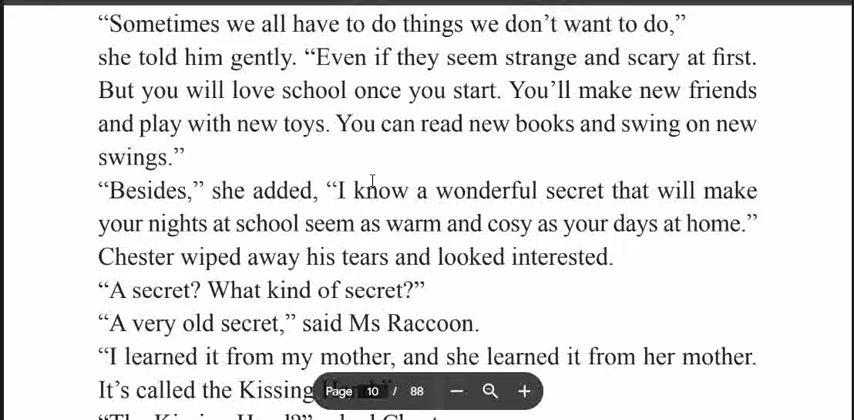 “Sometimes we all have to do things we don’t want to do,”
she told him gently. “Even if they seem strange and scary at first.
But you will love school once you start. You’ll make new friends
and play with new toys. You can read new books and swing on new
swings.”
“Besides,” she added, “I know a wonderful secret that will make
your nights at school seem as warm and cosy as your days at home.”
Chester wiped away his tears and looked interested.
“A secret? What kind of secret?”
“A very old secret,” said Ms Raccoon.
“I learned it from my mother, and she learned it from her mother.
It’s called the Kissing
Page 10 / 88